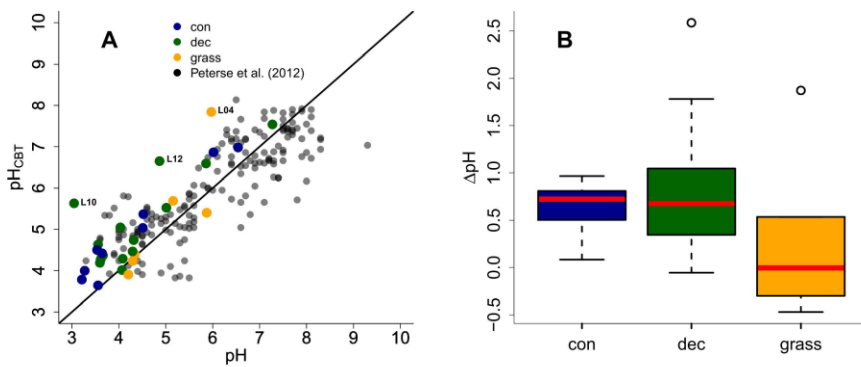 A
con
dec
grass
Peterse et al. (2012)
L04
L12
L10
10
9
8
7
6
5
4
3
pHCBT
3 4 5 6 7 8 9 10
pH
B
2.5
2.0
1.5
1.0
0.5
0.0
−0.5
ΔpH
con dec grass